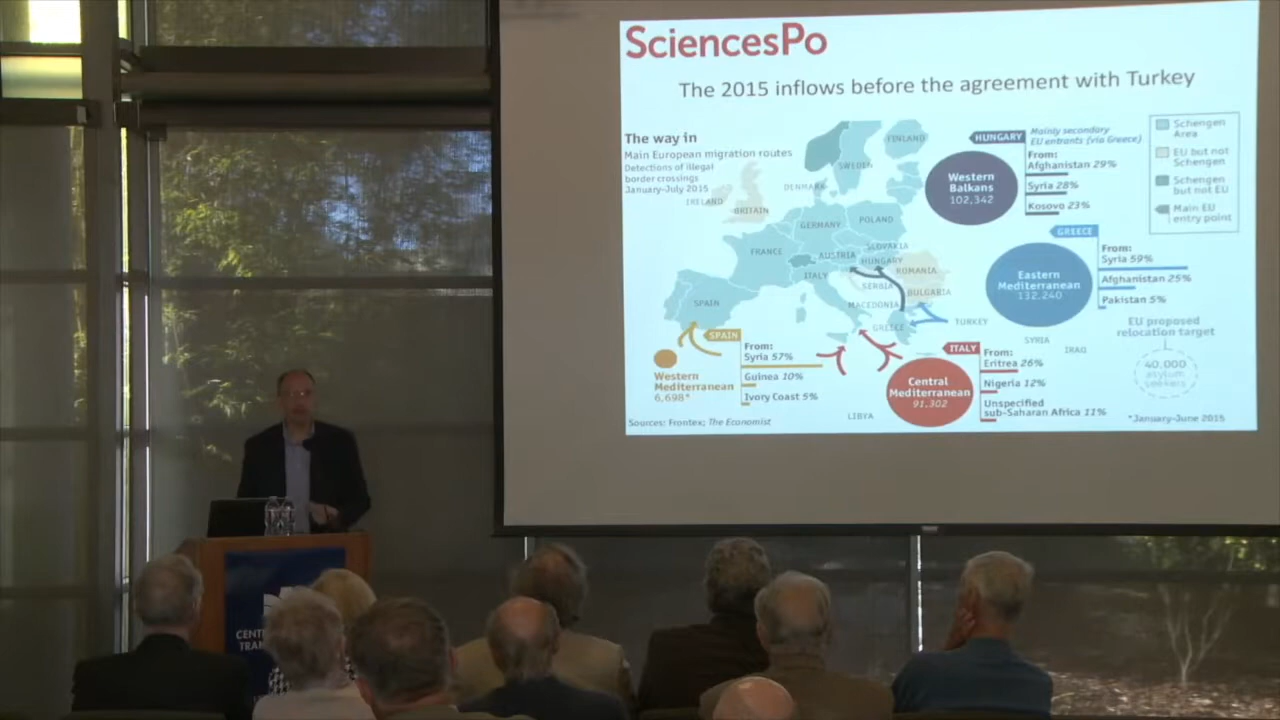 SciencesPo
The 2015 inflows before the agreement with Turkey
The way in
Main European migration routes
Detections of illegal
border crossings
January-July 2015
IRELAND
BRITAIN
DENMARK
SWEDEN
FINLAND
GERMANY
POLAND
FRANCE
SLOVAKIA
AUSTRIA
HUNGARY
ITALY
ROMANIA
SERBIA
BULGARIA
SPAIN
MACEDONIA
GREECE
TURKEY
SYRIA
IRAQ
LIBYA
HUNGARY
Mainly secondary
EU entrants (via Greece)
Western
Balkans
102,342
From:
Afghanistan 29%
Syria 28%
Kosovo 23%
Schengen
Area
EU but not
Schengen
Schengen
but not EU
Main EU
entry point
GREECE
Eastern
Mediterranean
132,240
From:
Syria 59%
Afghanistan 25%
Pakistan 5%
EU proposed
relocation target
40,000
asylum
seekers
SPAIN
Western
Mediterranean
6,698*
From:
Syria 57%
Guinea 10%
Ivory Coast 5%
ITALY
Central
Mediterranean
91,302
From:
Eritrea 26%
Nigeria 12%
Unspecified
sub-Saharan Africa 11%
Sources: Frontex; The Economist
*January-June 2015
CENT
TRA